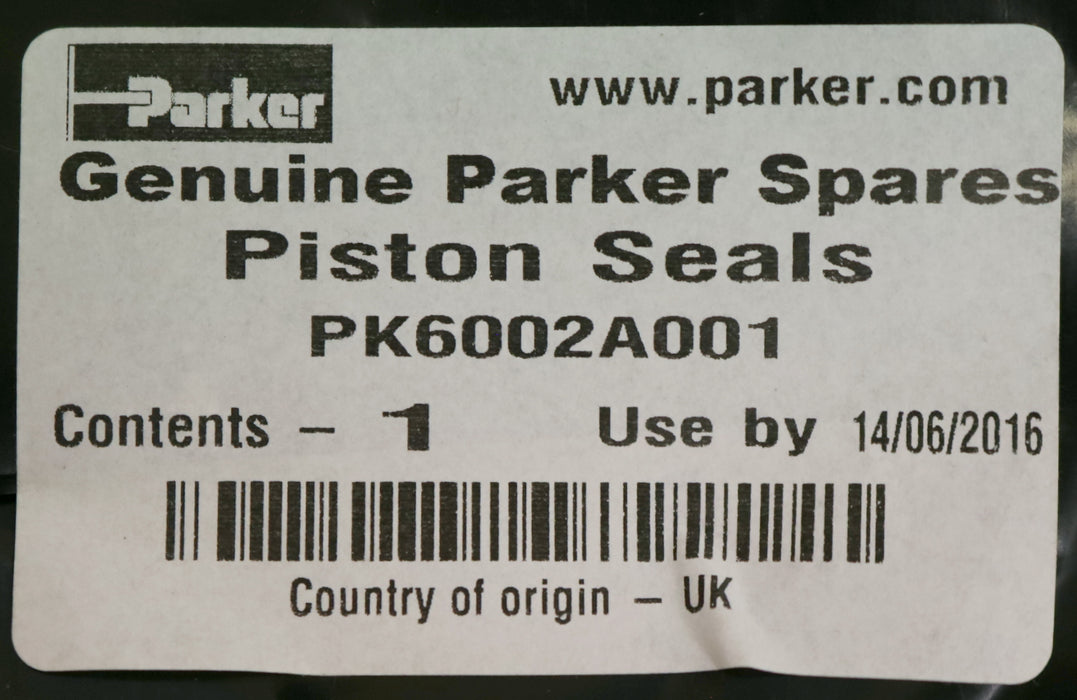 Parker www.parker.com
Genuine Parker Spares
Piston Seals
PK6002A001
Contents – 1 Use by 14/06/2016
Country of origin – UK